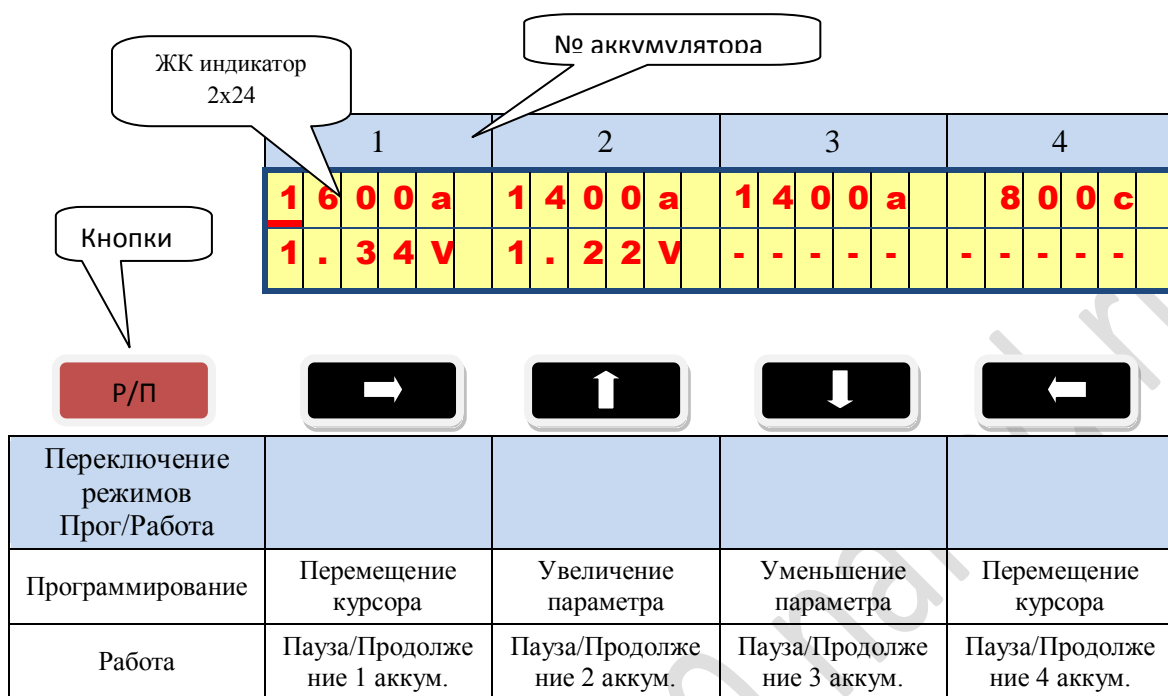 № аккумулятора
ЖК индикатор
2х24
1 2 3 4
1600a 1400a 1400a 800c
1.34V 1.22V ----- -----
Кнопки
Р/П
Переключение
режимов
Прог/Работа
Программирование
Перемещение
курсора
Увеличение
параметра
Уменьшение
параметра
Перемещение
курсора
Работа
Пауза/Продолже
ние 1 аккум.
Пауза/Продолже
ние 2 аккум.
Пауза/Продолже
ние 3 аккум.
Пауза/Продолже
ние 4 аккум.